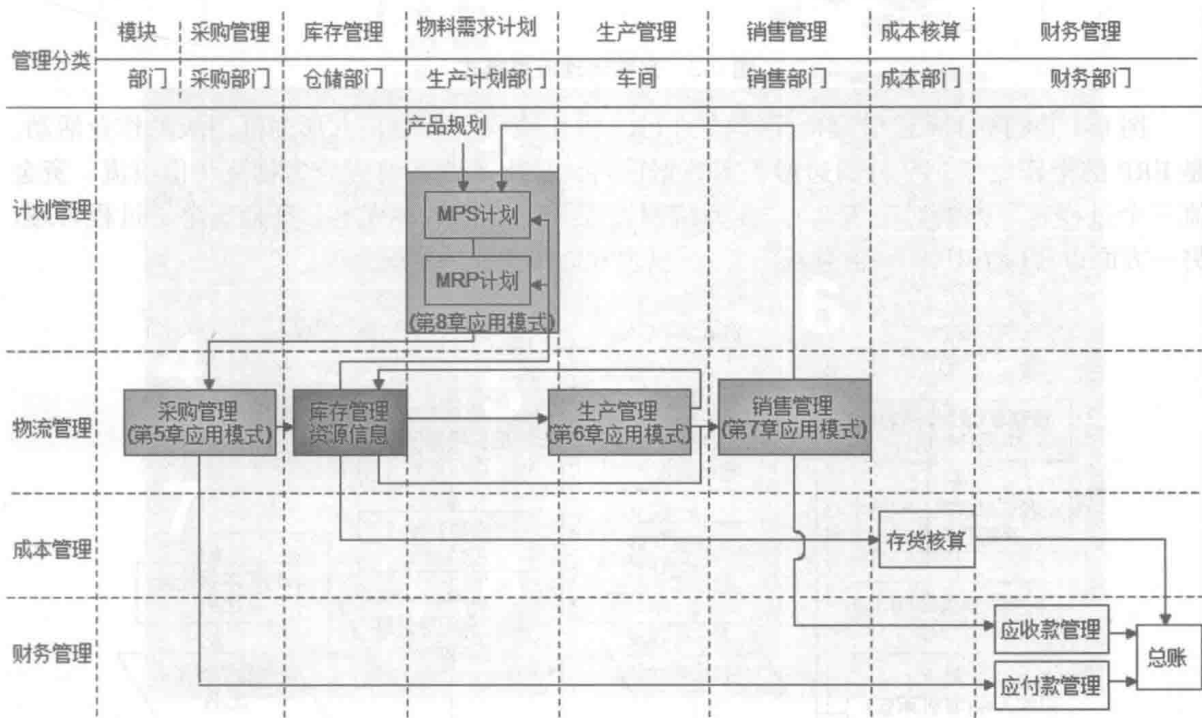 模块 采购管理 库存管理 物料需求计划 生产管理 销售管理 成本核算 财务管理
管理分类
部门 采购部门 仓储部门 生产计划部门 车间 销售部门 成本部门 财务部门
产品规划
计划管理
MPS计划
MRP计划
(第8章应用模式)
物流管理
采购管理
(第5章应用模式)
库存管理
资源信息
生产管理
(第6章应用模式)
销售管理
(第7章应用模式)
成本管理
存货核算
财务管理
应收款管理
应付款管理
总账